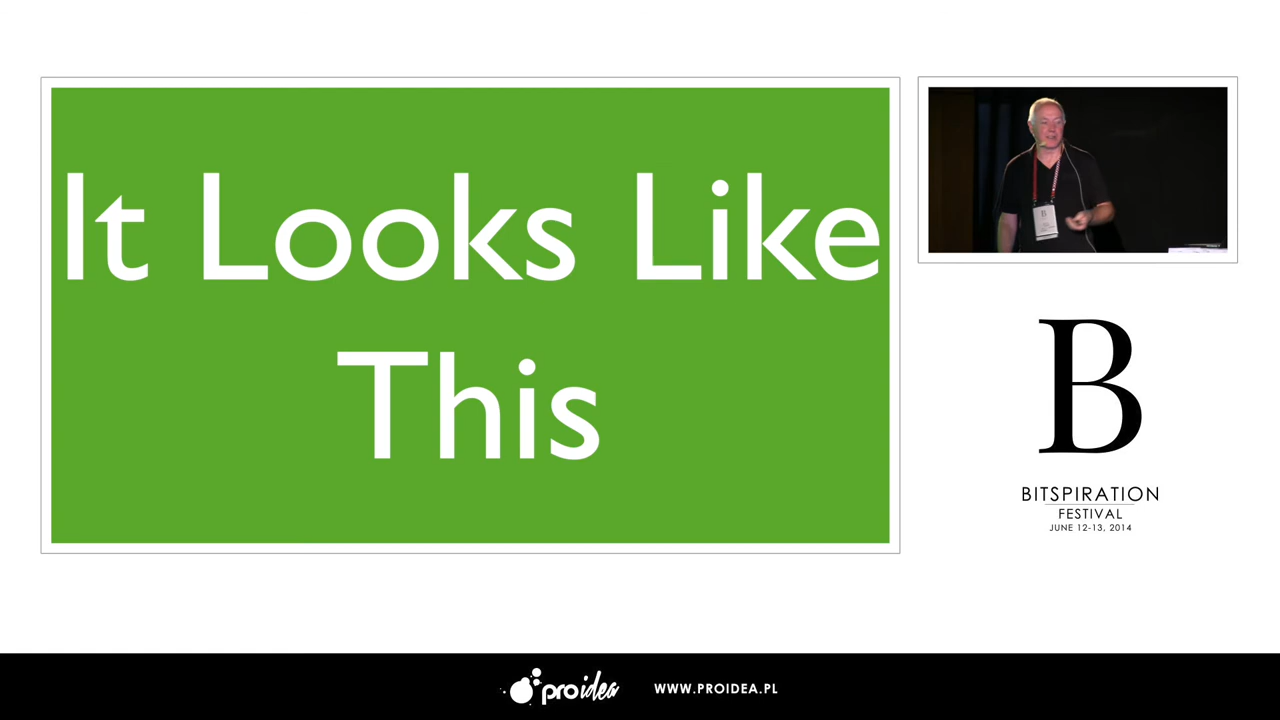 It Looks Like
This
B
BITSPIRATION
FESTIVAL
JUNE 12-13, 2014
proidea
WWW.PROIDEA.PL